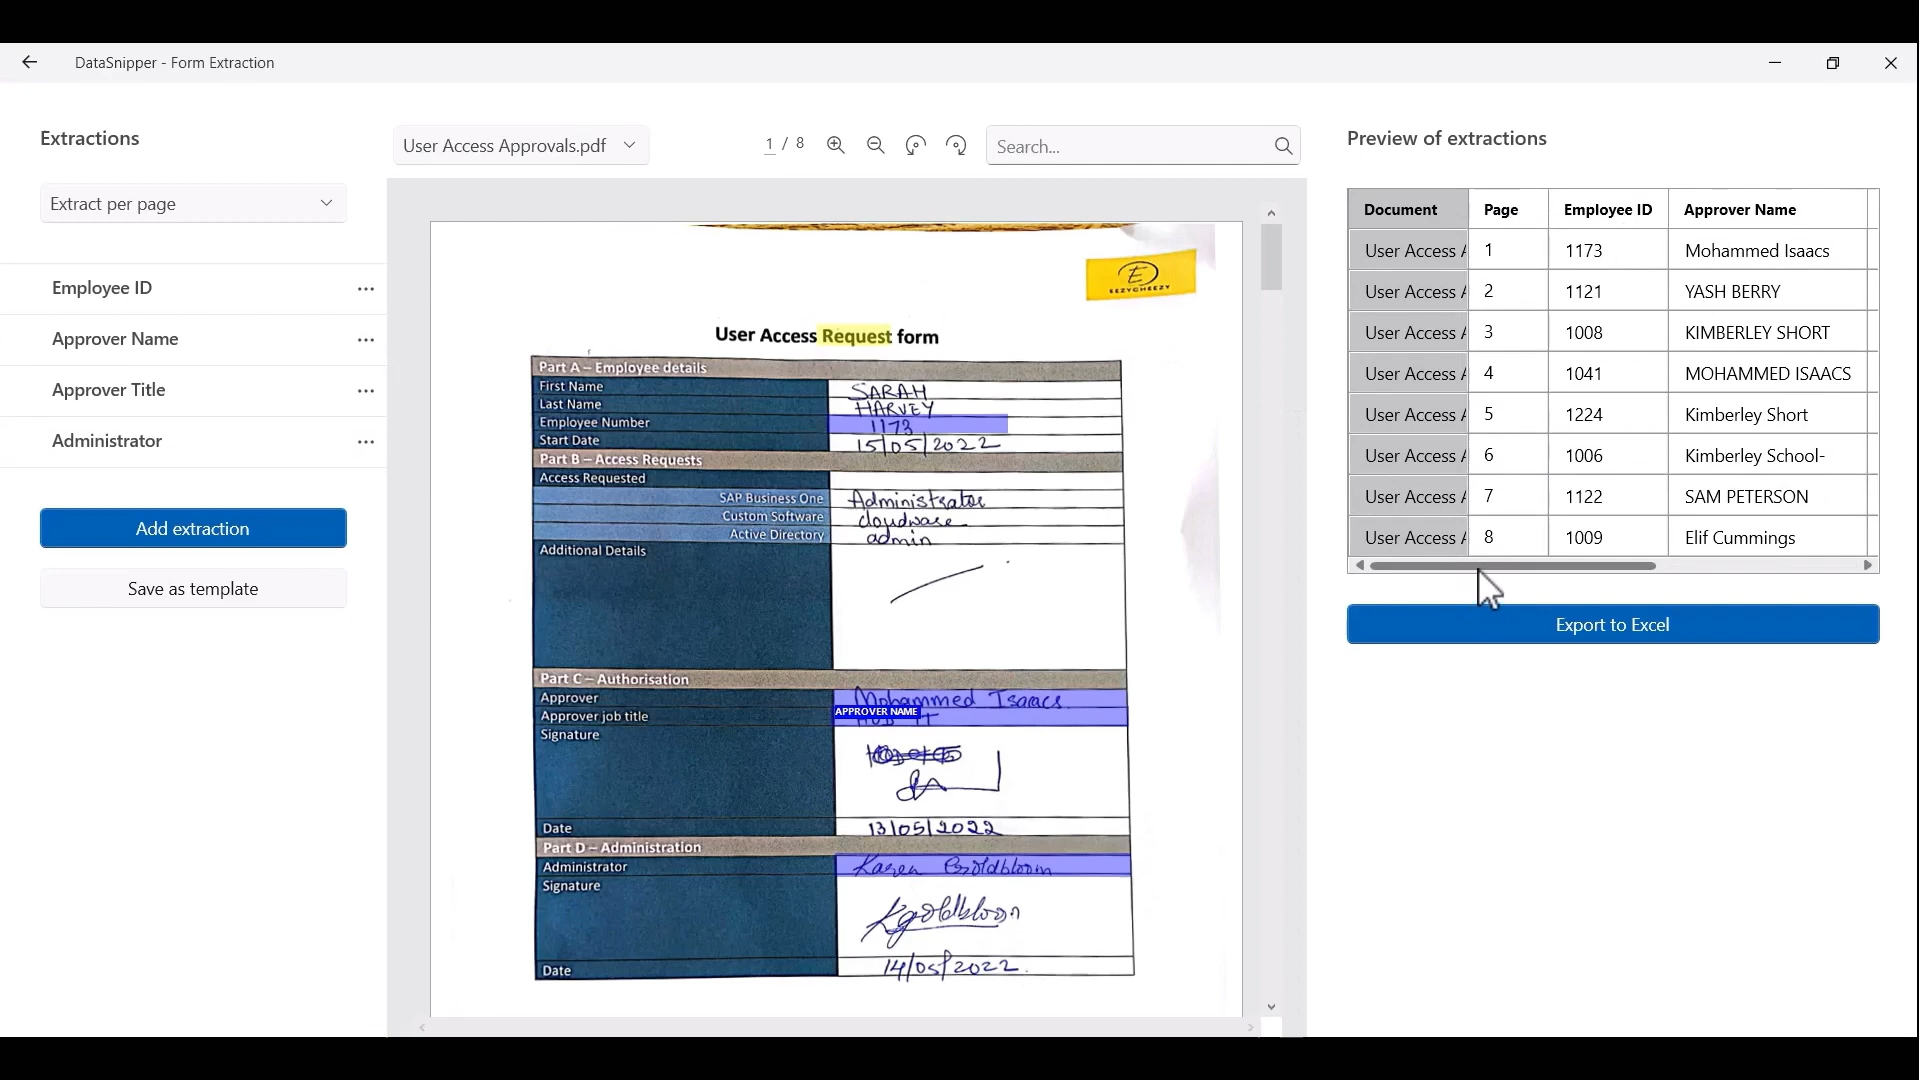 DataSnipper - Form Extraction
Extractions
Extract per page
Employee ID
Approver Name
Approver Title
Administrator
Add extraction
Save as template
User Access Approvals.pdf
1 / 8
Search...
EEZYCHEEZY
User Access Request form
Part A – Employee details
First Name SARAH
Last Name HARVEY
Employee Number 1173
Start Date 15/05/2022
Part B – Access Requests
Access Requested
SAP Business One Administrator
Custom Software cloudware
Active Directory admin
Additional Details
Part C – Authorisation
Approver Mohammed Isaacs
APPROVER NAME
Approver job title IT
Signature
Date 13/05/2022
Part D – Administration
Administrator Karen Goldbloom
Signature Kgoldbloom
Date 14/05/2022
Preview of extractions
Document Page Employee ID Approver Name
User Access A 1 1173 Mohammed Isaacs
User Access A 2 1121 YASH BERRY
User Access A 3 1008 KIMBERLEY SHORT
User Access A 4 1041 MOHAMMED ISAACS
User Access A 5 1224 Kimberley Short
User Access A 6 1006 Kimberley School-
User Access A 7 1122 SAM PETERSON
User Access A 8 1009 Elif Cummings
Export to Excel